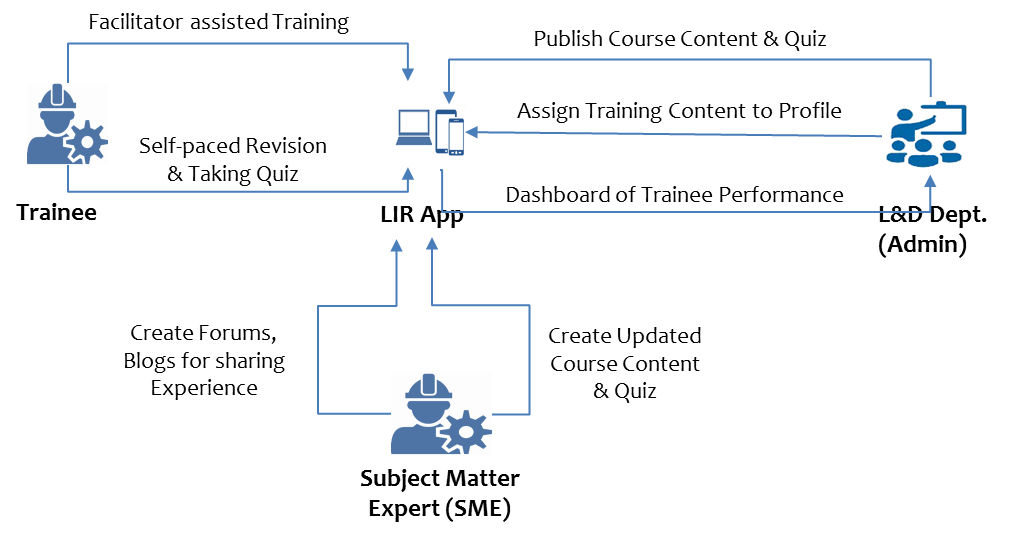 Facilitator assisted Training
Publish Course Content & Quiz
Assign Training Content to Profile
Self-paced Revision
& Taking Quiz
Dashboard of Trainee Performance
Trainee
LIR App
L&D Dept.
(Admin)
Create Forums,
Blogs for sharing
Experience
Create Updated
Course Content
& Quiz
Subject Matter
Expert (SME)